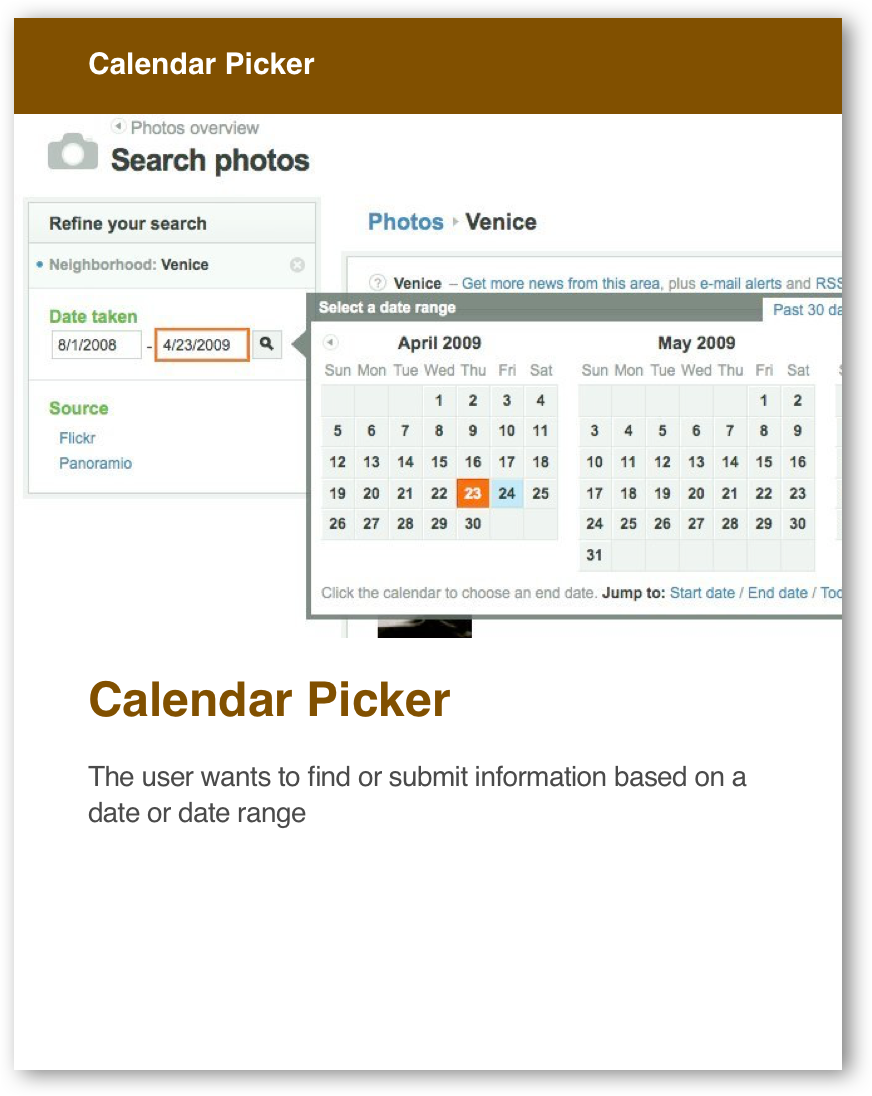 Calendar Picker
Photos overview
Search photos
Refine your search
Neighborhood: Venice
Date taken
8/1/2008 - 4/23/2009
Source
Flickr
Panoramio
Photos Venice
? Venice – Get more news from this area, plus e-mail alerts and RSS
Select a date range
Past 30 da
April 2009
Sun Mon Tue Wed Thu Fri Sat
1 2 3 4
5 6 7 8 9 10 11
12 13 14 15 16 17 18
19 20 21 22 23 24 25
26 27 28 29 30
May 2009
Sun Mon Tue Wed Thu Fri Sat
1 2
3 4 5 6 7 8 9
10 11 12 13 14 15 16
17 18 19 20 21 22 23
24 25 26 27 28 29 30
31
Click the calendar to choose an end date. Jump to: Start date / End date / Tod
Calendar Picker
The user wants to find or submit information based on a
date or date range